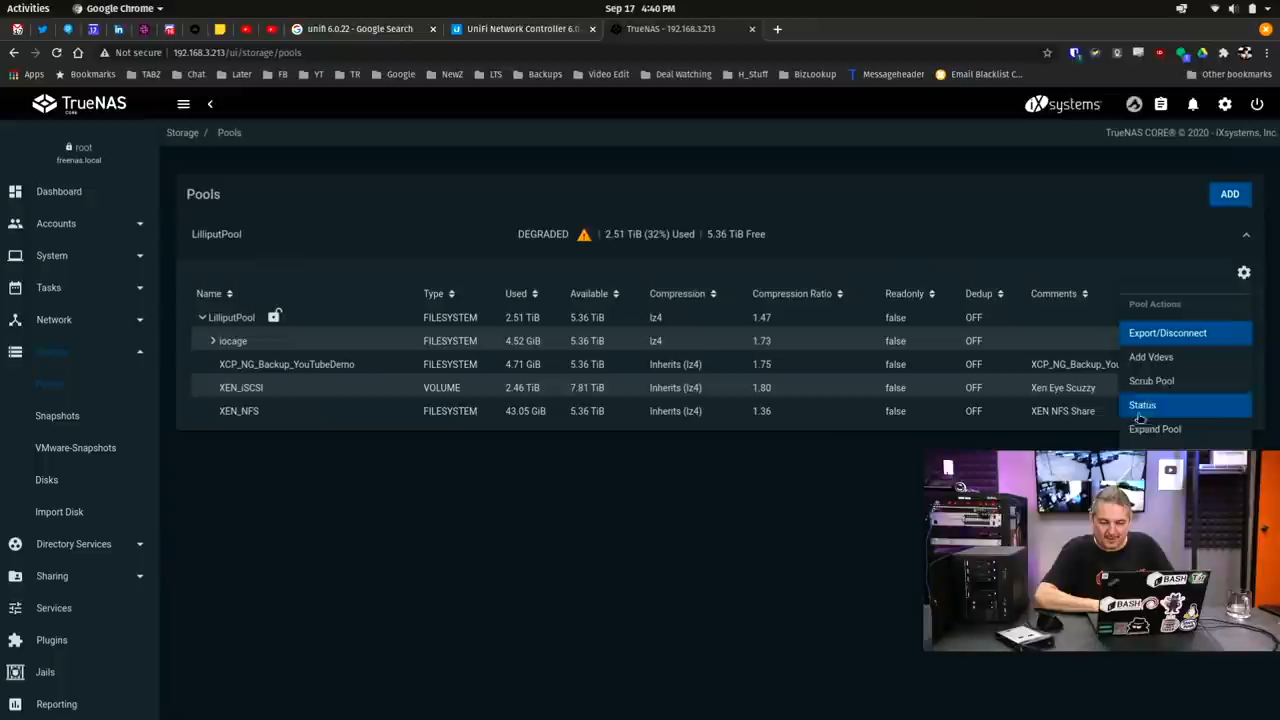 Activities
Google Chrome
Sep 17 4:40 PM
unifi 6.0.22 - Google Search
UniFi Network Controller 6.0.
TrueNAS - 192.168.3.213
Not secure 192.168.3.213/ui/storage/pools
Apps Bookmarks TABZ Chat Later FB YT TR Google NewZ LTS Backups Video Edit Deal Watching H_Stuff BizLookup Messageheader Email Blacklist C... Other bookmarks
TrueNAS
CORE
iXsystems
root
freenas.local
Storage / Pools
TrueNAS CORE® © 2020 - iXsystems, Inc
Dashboard
Accounts
System
Tasks
Network
Snapshots
VMware-Snapshots
Disks
Import Disk
Directory Services
Sharing
Services
Plugins
Jails
Reporting
Pools
ADD
LilliputPool DEGRADED 2.51 TiB (32%) Used | 5.36 TiB Free
Name Type Used Available Compression Compression Ratio Readonly Dedup Comments
LilliputPool FILESYSTEM 2.51 TiB 5.36 TiB lz4 1.47 false OFF
iocage FILESYSTEM 4.52 GiB 5.36 TiB lz4 1.73 false OFF
XCP_NG_Backup_YouTubeDemo FILESYSTEM 4.71 GiB 5.36 TiB Inherits (lz4) 1.75 false OFF XCP_NG_Backup_You
XEN_iSCSI VOLUME 2.46 TiB 7.81 TiB Inherits (lz4) 1.80 false OFF Xen Eye Scuzzy
XEN_NFS FILESYSTEM 43.05 GiB 5.36 TiB Inherits (lz4) 1.36 false OFF XEN NFS Share
Pool Actions
Export/Disconnect
Add Vdevs
Scrub Pool
Status
Expand Pool
BASH
BASH